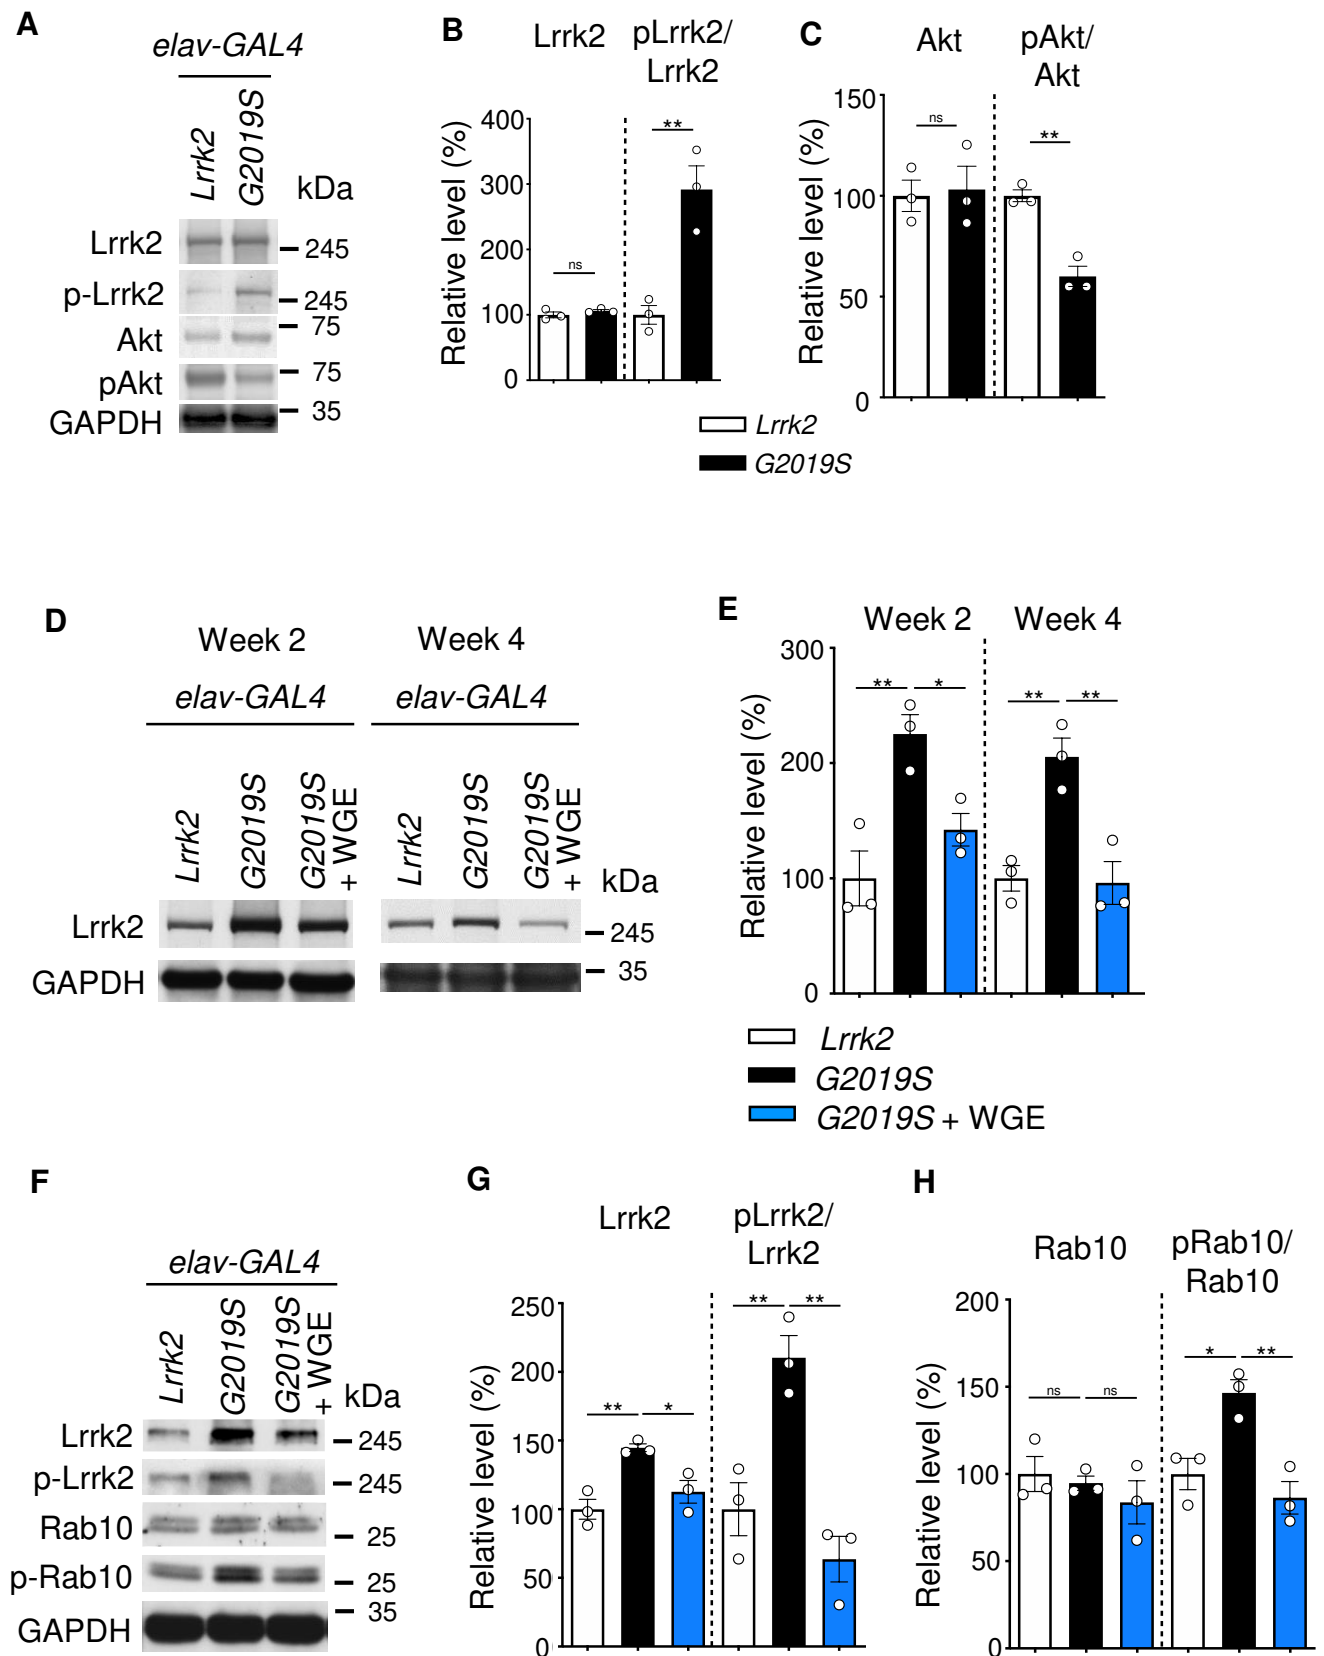 A
elav-GAL4
Lrrk2
G2019S
kDa
Lrrk2
245
p-Lrrk2
245
Akt
75
pAkt
75
GAPDH
35
B
Lrrk2
pLrrk2/
Lrrk2
Relative level (%)
400
300
200
100
0
ns
**
C
Akt
pAkt/
Akt
Relative level (%)
150
100
50
0
ns
**
Lrrk2
G2019S
D
Week 2
Week 4
elav-GAL4
elav-GAL4
Lrrk2
G2019S
G2019S
+ WGE
Lrrk2
G2019S
G2019S
+ WGE
kDa
Lrrk2
245
GAPDH
35
E
Week 2
Week 4
Relative level (%)
300
200
100
0
**
*
**
**
Lrrk2
G2019S
G2019S + WGE
F
elav-GAL4
Lrrk2
G2019S
G2019S
+ WGE
kDa
Lrrk2
245
p-Lrrk2
245
Rab10
25
p-Rab10
25
GAPDH
35
G
Lrrk2
pLrrk2/
Lrrk2
Relative level (%)
250
200
150
100
50
0
**
*
**
**
H
Rab10
pRab10/
Rab10
Relative level (%)
200
150
100
50
0
ns
ns
*
**